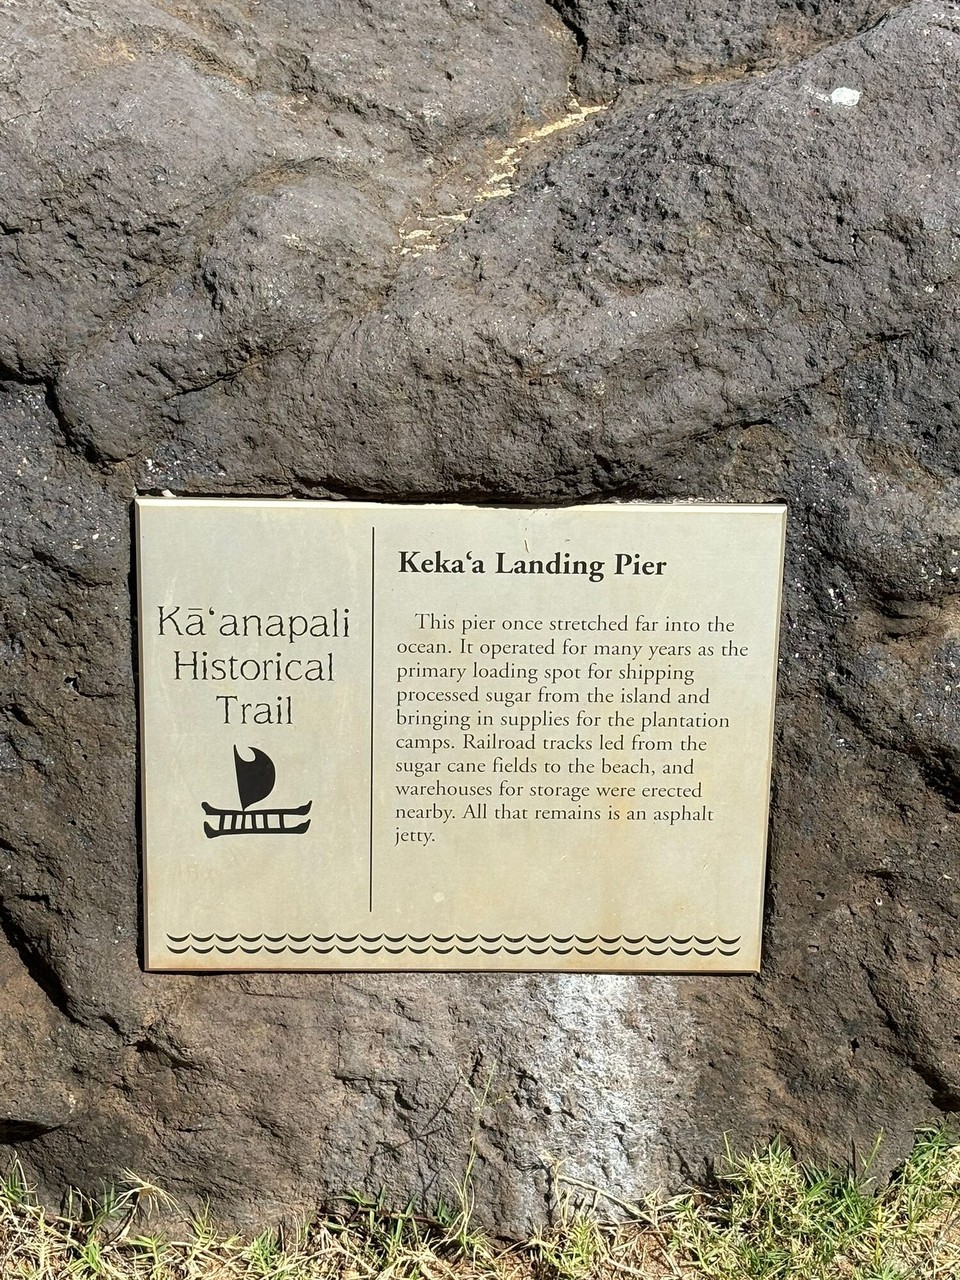 Kā‘anapali
Historical
Trail
Keka‘a Landing Pier
This pier once stretched far into the
ocean. It operated for many years as the
primary loading spot for shipping
processed sugar from the island and
bringing in supplies for the plantation
camps. Railroad tracks led from the
sugar cane fields to the beach, and
warehouses for storage were erected
nearby. All that remains is an asphalt
jetty.